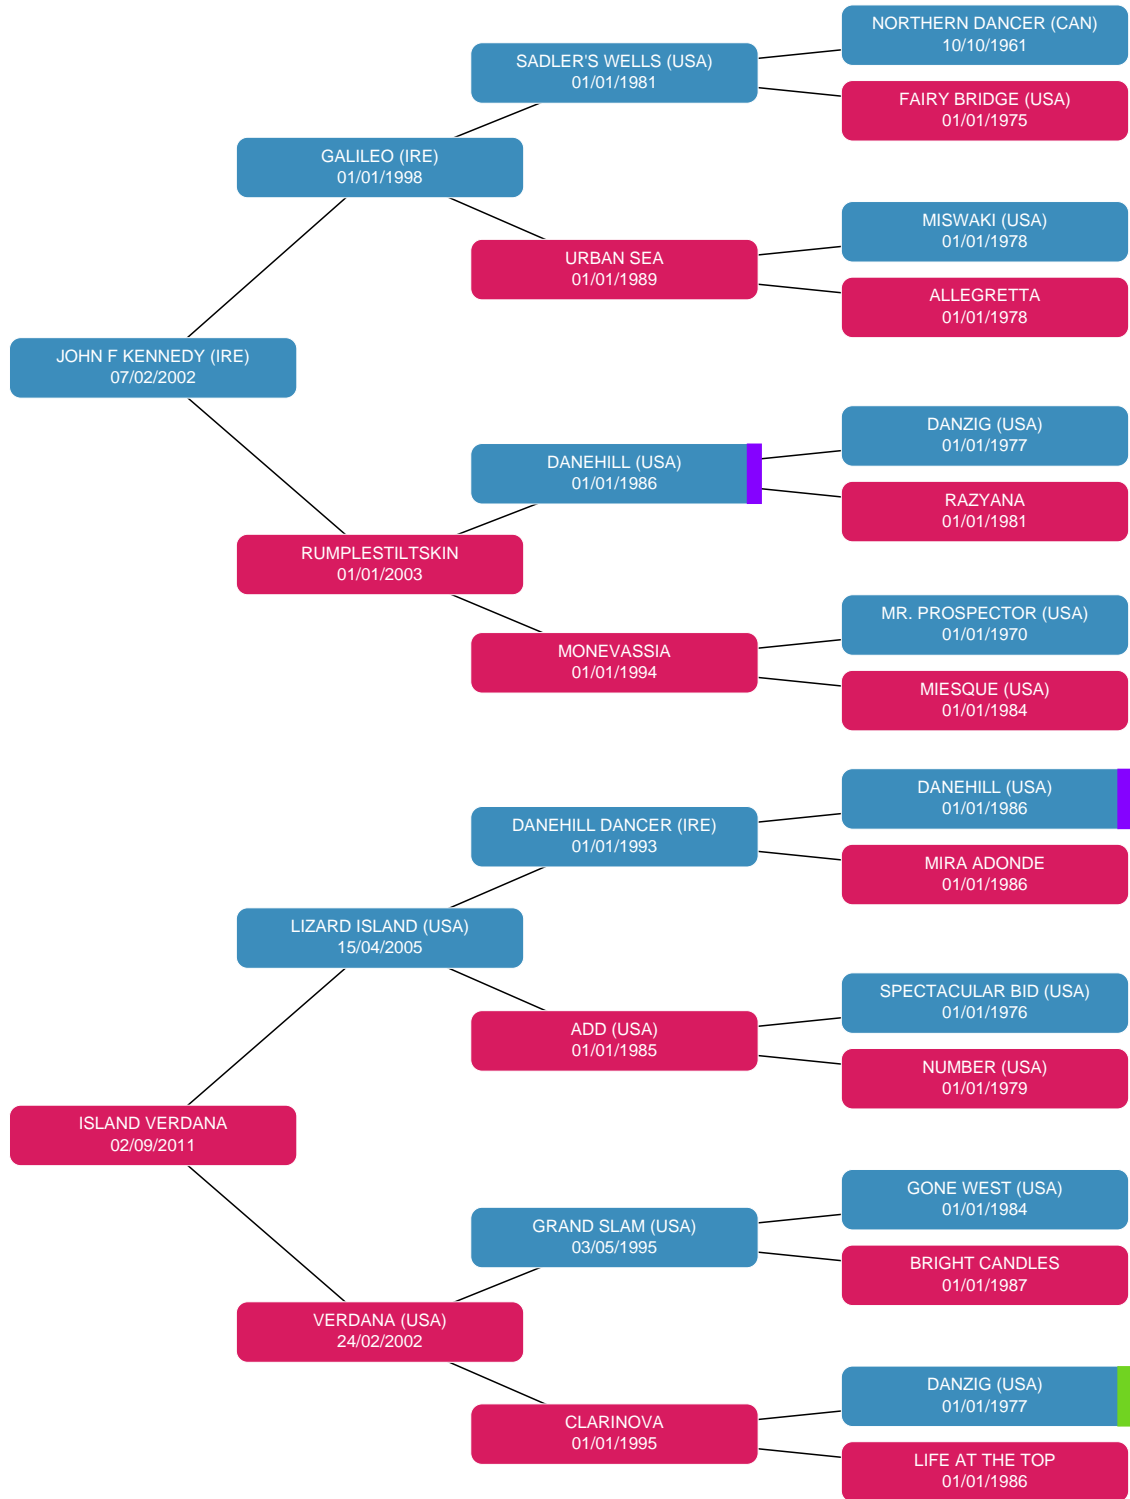 NORTHERN DANCER (CAN)
10/10/1961
SADLER'S WELLS (USA)
01/01/1981
FAIRY BRIDGE (USA)
01/01/1975
GALILEO (IRE)
01/01/1998
MISWAKI (USA)
01/01/1978
URBAN SEA
01/01/1989
ALLEGRETTA
01/01/1978
JOHN F KENNEDY (IRE)
07/02/2002
DANZIG (USA)
01/01/1977
DANEHILL (USA)
01/01/1986
RAZYANA
01/01/1981
RUMPLESTILTSKIN
01/01/2003
MR. PROSPECTOR (USA)
01/01/1970
MONEVASSIA
01/01/1994
MIESQUE (USA)
01/01/1984
DANEHILL (USA)
01/01/1986
DANEHILL DANCER (IRE)
01/01/1993
MIRA ADONDE
01/01/1986
LIZARD ISLAND (USA)
15/04/2005
SPECTACULAR BID (USA)
01/01/1976
ADD (USA)
01/01/1985
NUMBER (USA)
01/01/1979
ISLAND VERDANA
02/09/2011
GONE WEST (USA)
01/01/1984
GRAND SLAM (USA)
03/05/1995
BRIGHT CANDLES
01/01/1987
VERDANA (USA)
24/02/2002
DANZIG (USA)
01/01/1977
CLARINOVA
01/01/1995
LIFE AT THE TOP
01/01/1986